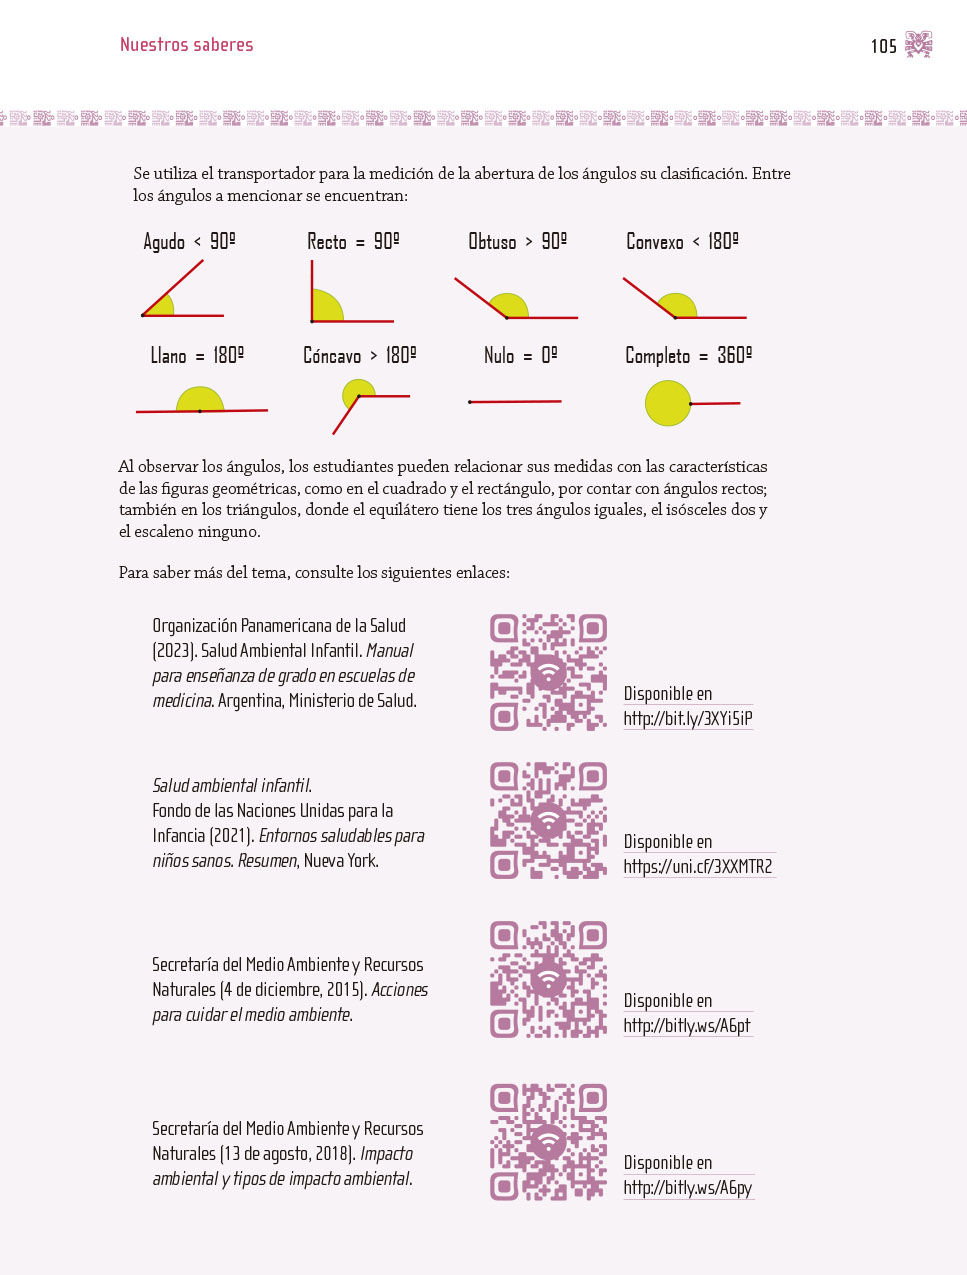 Nuestros saberes
105
Se utiliza el transportador para la medición de la abertura de los ángulos su clasificación. Entre
los ángulos a mencionar se encuentran:
Agudo < 90º
Recto = 90º
Obtuso > 90º
Convexo < 180º
Llano = 180º
Cóncavo > 180º
Nulo = 0º
Completo = 360º
Al observar los ángulos, los estudiantes pueden relacionar sus medidas con las características
de las figuras geométricas, como en el cuadrado y el rectángulo, por contar con ángulos rectos;
también en los triángulos, donde el equilátero tiene los tres ángulos iguales, el isósceles dos y
el escaleno ninguno.
Para saber más del tema, consulte los siguientes enlaces:
Organización Panamericana de la Salud
(2023). Salud Ambiental Infantil. Manual
para enseñanza de grado en escuelas de
medicina. Argentina, Ministerio de Salud.
Disponible en
http://bit.ly/3XYi5iP
Salud ambiental infantil.
Fondo de las Naciones Unidas para la
Infancia (2021). Entornos saludables para
niños sanos. Resumen, Nueva York.
Disponible en
https://uni.cf/3XXMTR2
Secretaría del Medio Ambiente y Recursos
Naturales (4 de diciembre, 2015). Acciones
para cuidar el medio ambiente.
Disponible en
http://bitly.ws/A6pt
Secretaría del Medio Ambiente y Recursos
Naturales (13 de agosto, 2018). Impacto
ambiental y tipos de impacto ambiental.
Disponible en
http://bitly.ws/A6py